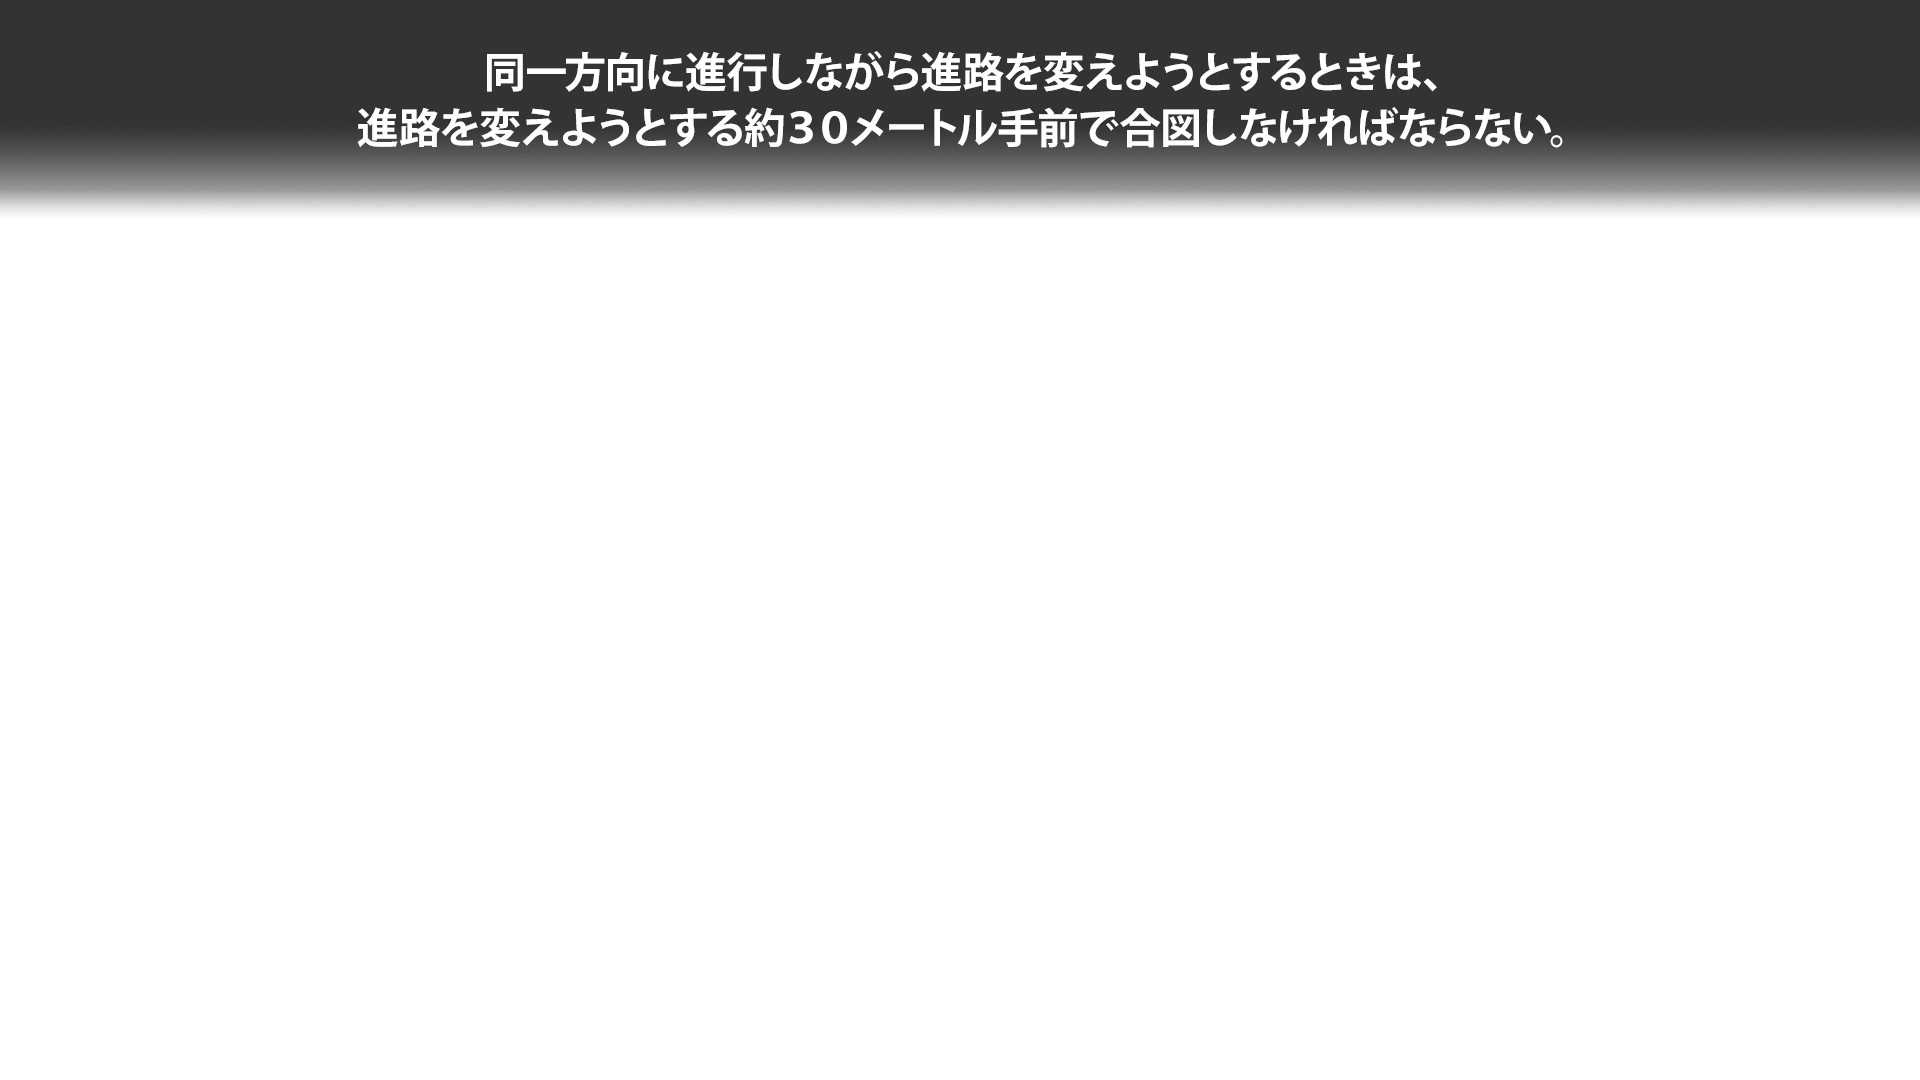 同一方向に進行しながら進路を変えようとするときは、
進路を変えようとする約３０メートル手前で合図しなければならない。